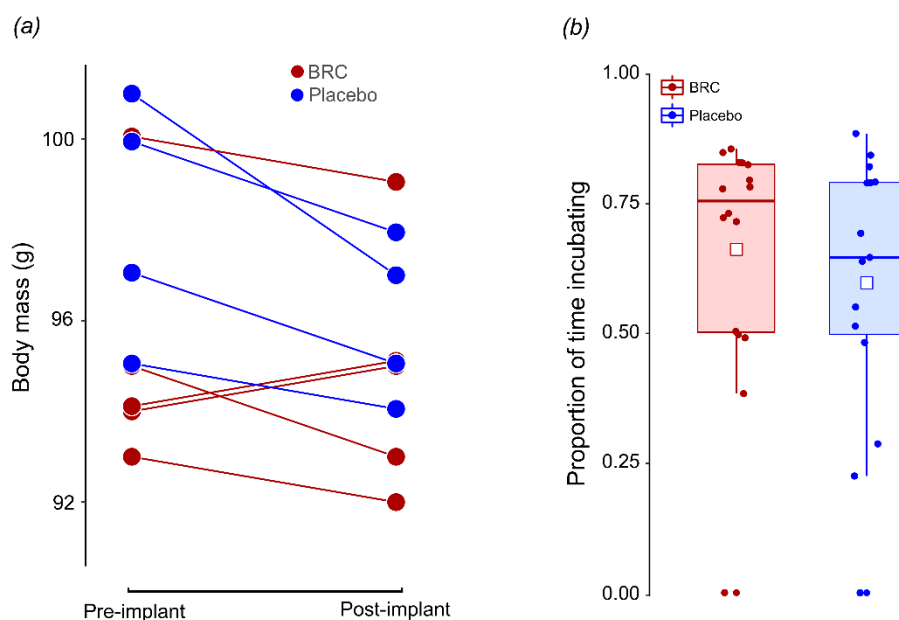 (a)
BRC
Placebo
Body mass (g)
100
96
92
Pre-implant
Post-implant
(b)
BRC
Placebo
Proportion of time incubating
1.00
0.75
0.50
0.25
0.00